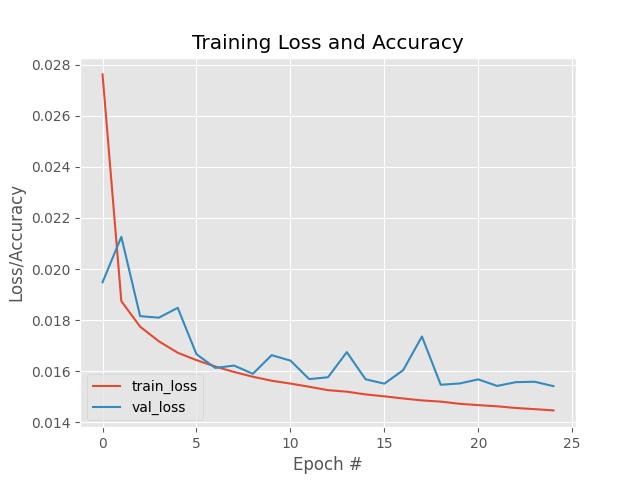 Training Loss and Accuracy
0.028
0.026
0.024
0.022
0.020
0.018
0.016
0.014
Loss/Accuracy
train_loss
val_loss
0 5 10 15 20 25
Epoch #